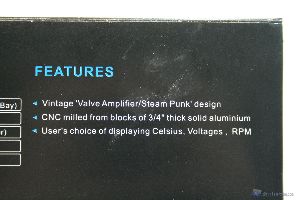 FEATURES
Vintage 'Valve Amplifier/Steam Punk' design
Bay)
CNC milled from blocks of 3/4" thick solid aluminium
r)
User's choice of displaying Celsius, Voltages , RPM